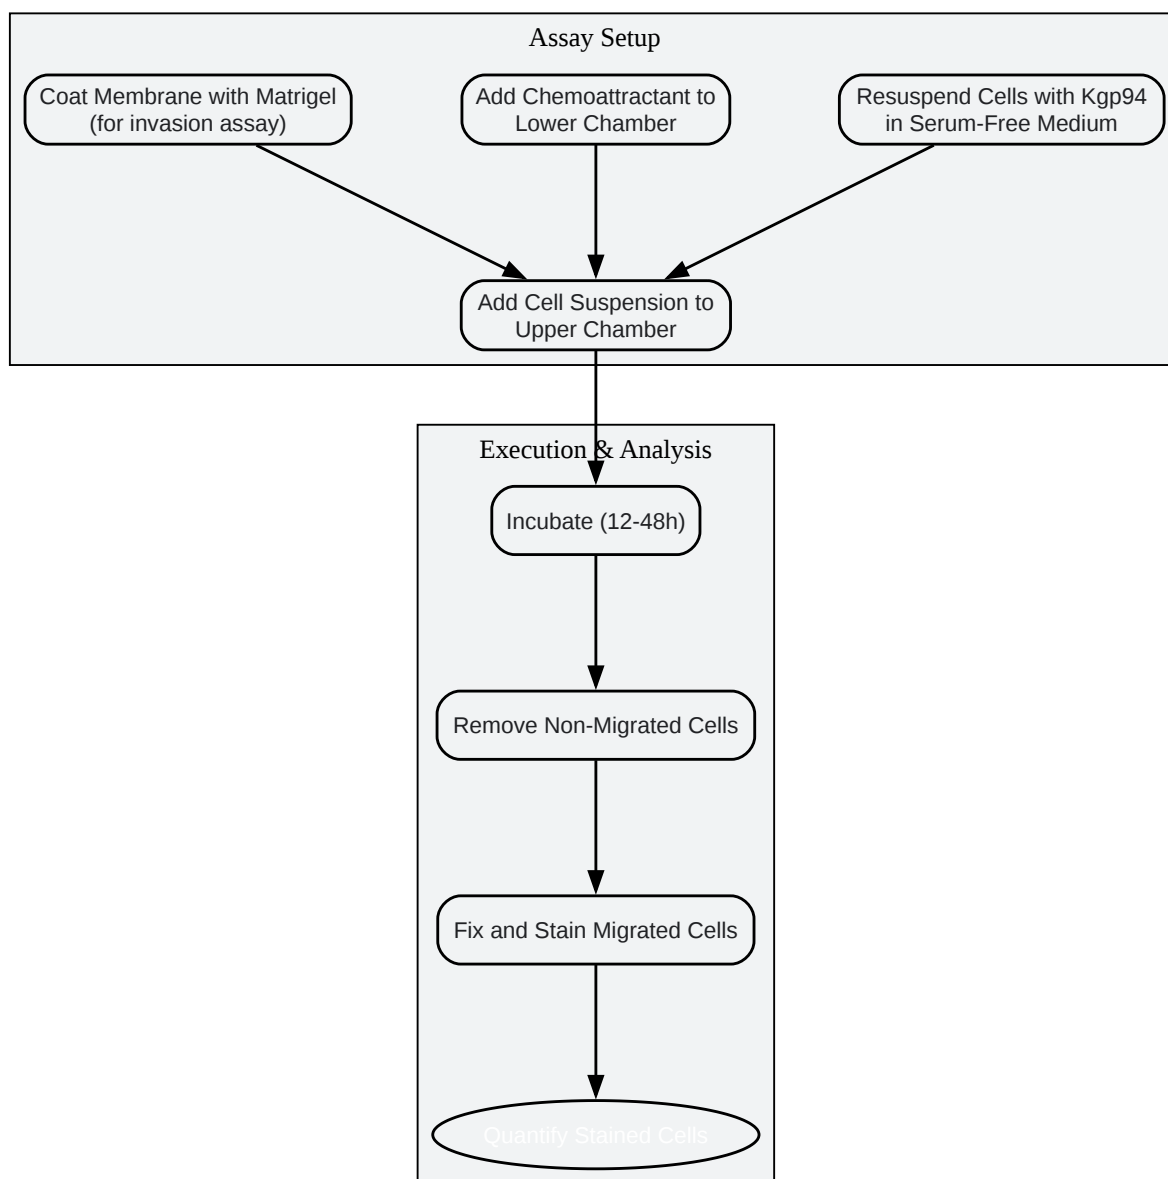 Assay Setup
Coat Membrane with Matrigel
(for invasion assay)
Add Chemoattractant to
Lower Chamber
Resuspend Cells with Kgp94
in Serum-Free Medium
Add Cell Suspension to
Upper Chamber
Execution & Analysis
Incubate (12-48h)
Remove Non-Migrated Cells
Fix and Stain Migrated Cells
Quantify Stained Cells